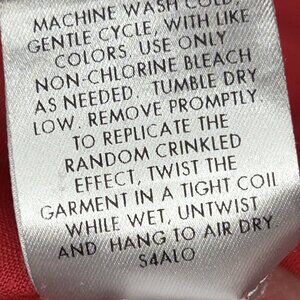 MACHINE WASH COLD,
GENTLE CYCLE, WITH LIKE
COLORS. USE ONLY
NON-CHLORINE BLEACH
AS NEEDED. TUMBLE DRY
LOW. REMOVE PROMPTLY.
TO REPLICATE THE
RANDOM CRINKLED
EFFECT, TWIST THE
GARMENT IN A TIGHT COIL
WHILE WET, UNTWIST
AND HANG TO AIR DRY.
S4ALO